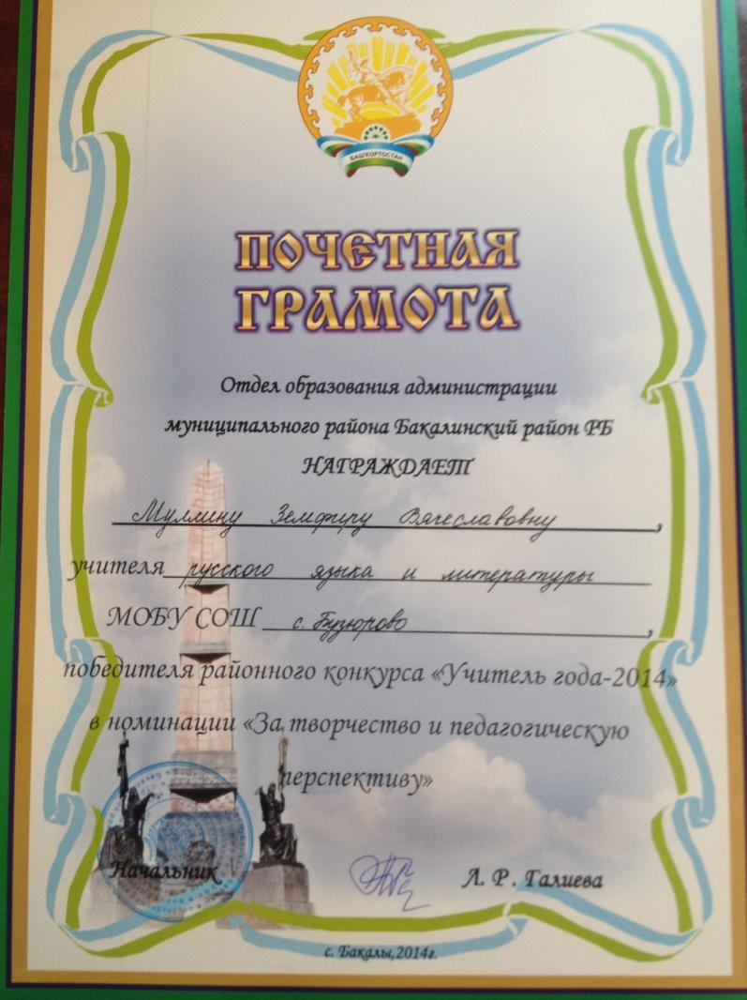 БАШҠОРТОСТАН
ПОЧЕТНАЯ
ГРАМОТА
Отдел образования администрации
муниципального района Бакалинский район РБ
НАГРАЖДАЕТ
Муллину Земфиру Вячеславовну,
учителя русского языка и литературы
МОБУ СОШ с. Бузюрово,
победителя районного конкурса «Учитель года-2014»
в номинации «За творчество и педагогическую
перспективу»
Начальник Л. Р. Галиева
с. Бакалы,2014г.